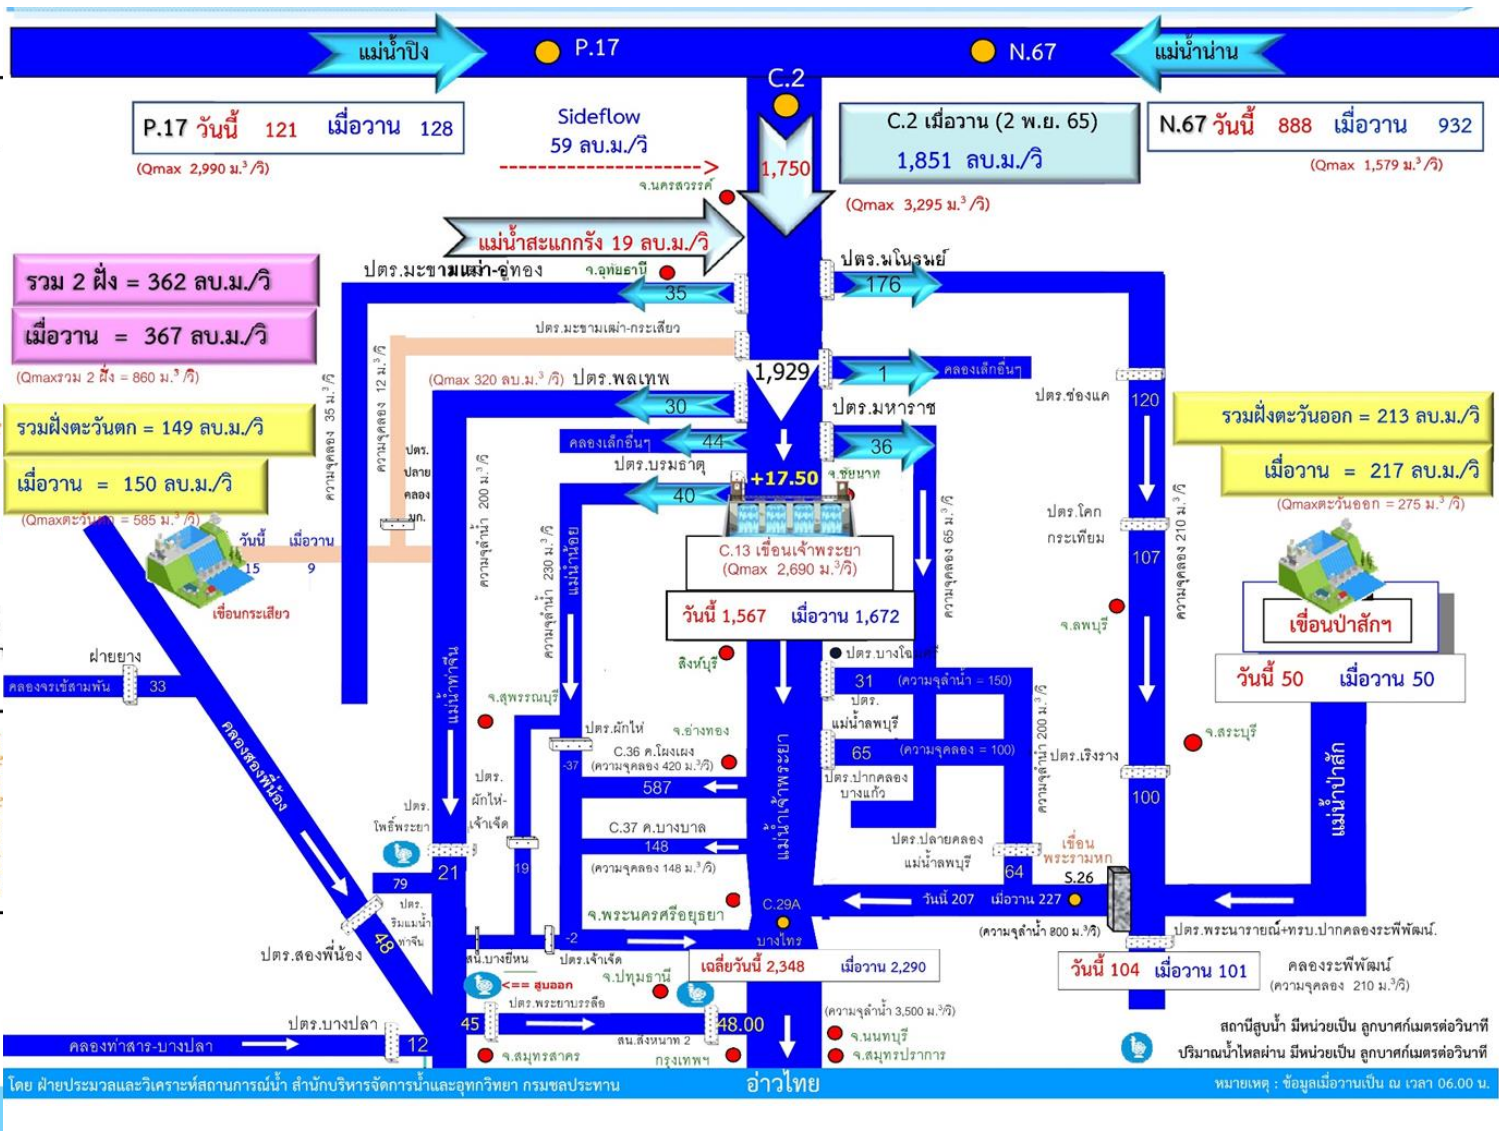 แม่น้ำปิง
P.17
N.67
แม่น้ำน่าน
C.2
P.17 วันนี้ 121 เมื่อวาน 128
(Qmax 2,990 ม.³/วิ)
Sideflow
59 ลบ.ม./วิ
จ.นครสวรรค์
1,750
C.2 เมื่อวาน (2 พ.ย. 65)
1,851 ลบ.ม./วิ
(Qmax 3,295 ม.³/วิ)
N.67 วันนี้ 888 เมื่อวาน 932
(Qmax 1,579 ม.³/วิ)
แม่น้ำสะแกกรัง 19 ลบ.ม./วิ
ปตร.มะขามเฒ่า-อู่ทอง
จ.อุทัยธานี
35
ปตร.มโนรมย์
176
รวม 2 ฝั่ง = 362 ลบ.ม./วิ
เมื่อวาน = 367 ลบ.ม./วิ
(Qmaxรวม 2 ฝั่ง = 860 ม.³/วิ)
ปตร.มะขามเฒ่า-กระเสียว
ความจุคลอง 35 ม.³/วิ
ความจุคลอง 12 ม.³/วิ
(Qmax 320 ลบ.ม.³/วิ) ปตร.พลเทพ
30
1,929
1
คลองเล็กอื่นๆ
ปตร.มหาราช
36
คลองเล็กอื่นๆ
44
ปตร.บรมธาตุ
40
+17.50
จ.ชัยนาท
ปตร.ช่องแค
120
รวมฝั่งตะวันตก = 149 ลบ.ม./วิ
เมื่อวาน = 150 ลบ.ม./วิ
(Qmaxตะวันตก = 585 ม.³/วิ)
รวมฝั่งตะวันออก = 213 ลบ.ม./วิ
เมื่อวาน = 217 ลบ.ม./วิ
(Qmaxตะวันออก = 275 ม.³/วิ)
ปตร.
ปลาย
คลอง
มก.
ความจุลำน้ำ 200 ม.³/วิ
ความจุลำน้ำ 230 ม.³/วิ
แม่น้ำน้อย
ความจุคลอง 65 ม.³/วิ
ปตร.โคก
กระเทียม
107
ความจุคลอง 210 ม.³/วิ
วันนี้ เมื่อวาน
15 9
เขื่อนกระเสียว
C.13 เขื่อนเจ้าพระยา
(Qmax 2,690 ม.³/วิ)
วันนี้ 1,567 เมื่อวาน 1,672
จ.ลพบุรี
เขื่อนป่าสักฯ
วันนี้ 50 เมื่อวาน 50
ฝายยาง
คลองจรเข้สามพัน
33
สิงห์บุรี
31 (ความจุลำน้ำ = 150)
ปตร.
แม่น้ำลพบุรี
65 (ความจุคลอง = 100)
ปตร.ปากคลอง
บางแก้ว
ความจุลำน้ำ 200 ม.³/วิ
แม่น้ำท่าจีน
จ.สุพรรณบุรี
ปตร.ผักไห่
-37
จ.อ่างทอง
C.36 ค.โผงเผง
(ความจุคลอง 420 ม.³/วิ)
587
C.37 ค.บางบาล
148
(ความจุคลอง 148 ม.³/วิ)
แม่น้ำเจ้าพระยา
จ.สระบุรี
ปตร.เริงราง
100
แม่น้ำป่าสัก
คลองสองพี่น้อง
ปตร.
ผักไห่-
เจ้าเจ็ด
19
ปตร.
โพธิ์พระยา
21
79
ปตร.
ริมแม่น้ำ
ท่าจีน
ปตร.ปลายคลอง
แม่น้ำลพบุรี
64
เขื่อน
พระรามหก
S.26
วันนี้ 207 เมื่อวาน 227
(ความจุลำน้ำ 800 ม.³/วิ)
ปตร.พระนารายณ์+ทรบ.ปากคลองระพีพัฒน์.
จ.พระนครศรีอยุธยา
C.29A
บางไทร
เฉลี่ยวันนี้ 2,348 เมื่อวาน 2,290
วันนี้ 104 เมื่อวาน 101
คลองระพีพัฒน์
(ความจุคลอง 210 ม.³/วิ)
48
ปตร.สองพี่น้อง
-2
สน.บางยี่หน
ปตร.เจ้าเจ็ด
<== สูบออก
จ.ปทุมธานี
ปตร.พระยาบรรลือ
45
48.00
สน.สิงหนาท 2
(ความจุลำน้ำ 3,500 ม.³/วิ)
ปตร.บางปลา
คลองท่าสาร-บางปลา
12
จ.สมุทรสาคร
กรุงเทพฯ
จ.นนทบุรี
จ.สมุทรปราการ
สถานีสูบน้ำ มีหน่วยเป็น ลูกบาศก์เมตรต่อวินาที
ปริมาณน้ำไหลผ่าน มีหน่วยเป็น ลูกบาศก์เมตรต่อวินาที
โดย ฝ่ายประมวลและวิเคราะห์สถานการณ์น้ำ สำนักบริหารจัดการน้ำและอุทกวิทยา กรมชลประทาน
อ่าวไทย
หมายเหตุ : ข้อมูลเมื่อวานเป็น ณ เวลา 06.00 น.